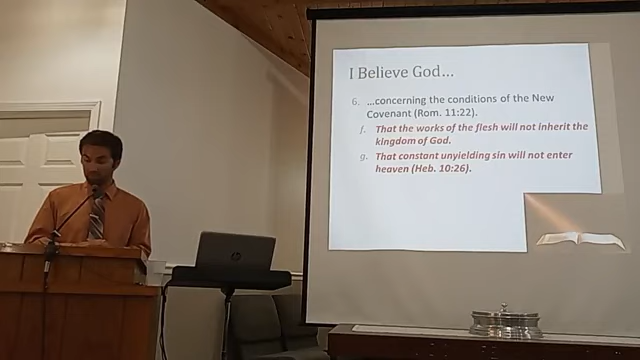 I Believe God...
6. ...concerning the conditions of the New
Covenant (Rom. 11:22).
f. That the works of the flesh will not inherit the
kingdom of God.
g. That constant unyielding sin will not enter
heaven (Heb. 10:26).
hp